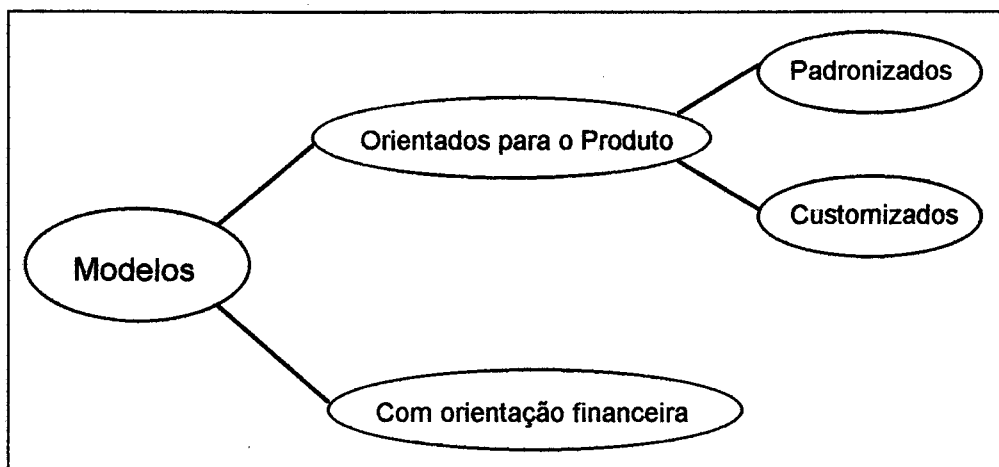 Padronizados
Orientados para o Produto
Customizados
Modelos
Com orientação financeira